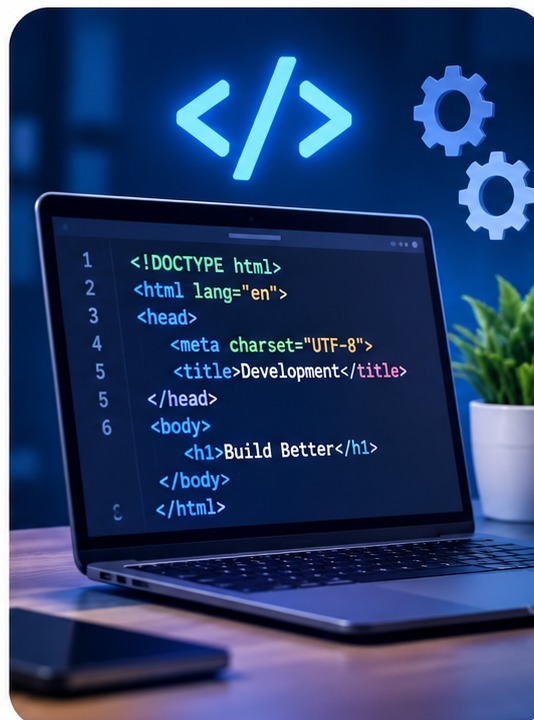 </>
1 <!DOCTYPE html>
2 <html lang="en">
3 <head>
4 <meta charset="UTF-8">
5 <title>Development</title>
5 </head>
6 <body>
<h1>Build Better</h1>
</body>
</html>